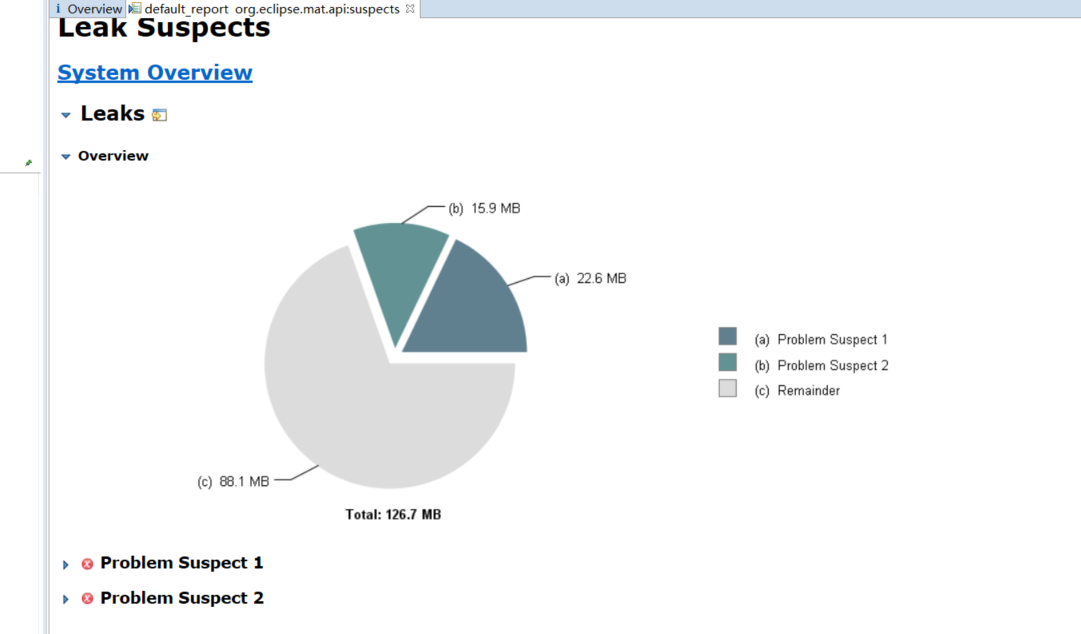 i Overview default_report org.eclipse.mat.api:suspects
Leak Suspects
System Overview
Leaks
Overview
(b) 15.9 MB
(a) 22.6 MB
(a) Problem Suspect 1
(b) Problem Suspect 2
(c) Remainder
(c) 88.1 MB
Total: 126.7 MB
Problem Suspect 1
Problem Suspect 2